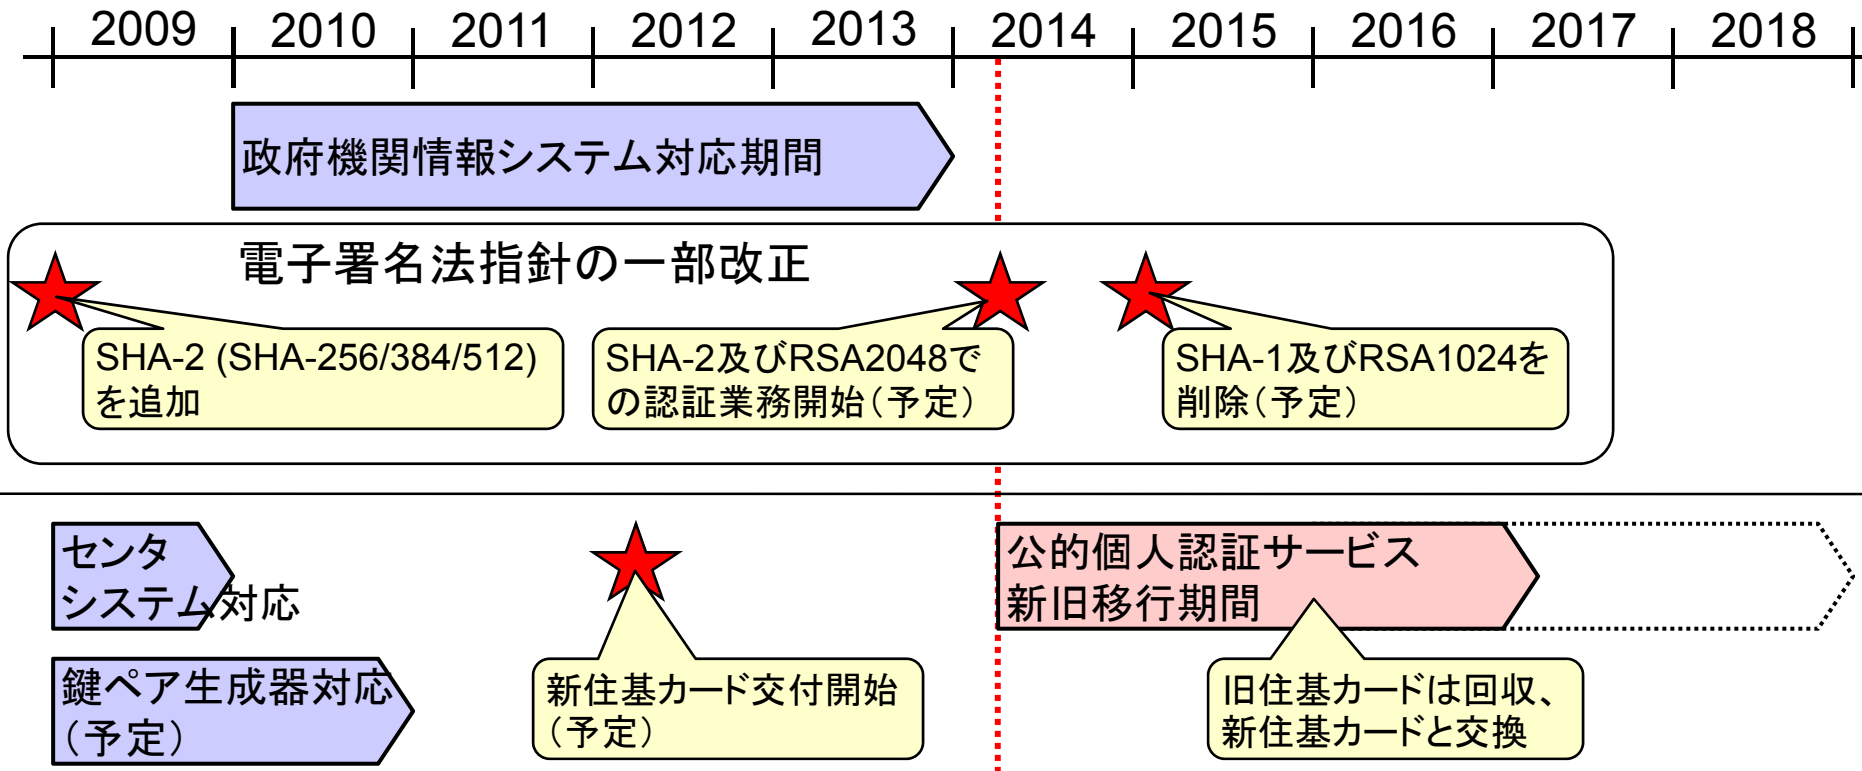 2009 2010 2011 2012 2013 2014 2015 2016 2017 2018
政府機関情報システム対応期間
電子署名法指針の一部改正
SHA-2 (SHA-256/384/512)
を追加
SHA-2及びRSA2048で
の認証業務開始(予定)
SHA-1及びRSA1024を
削除(予定)
センタ
システム対応
公的個人認証サービス
新旧移行期間
鍵ペア生成器対応
(予定)
新住基カード交付開始
(予定)
旧住基カードは回収、
新住基カードと交換